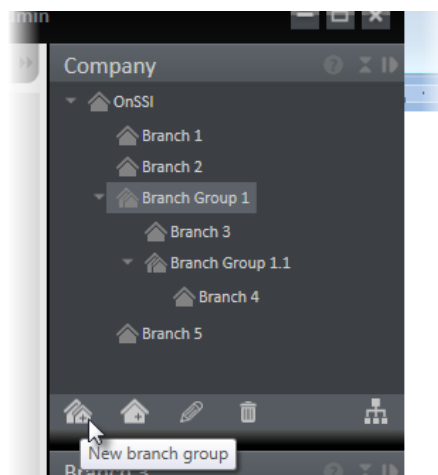 Company
OnSSI
Branch 1
Branch 2
Branch Group 1
Branch 3
Branch Group 1.1
Branch 4
Branch 5
New branch group